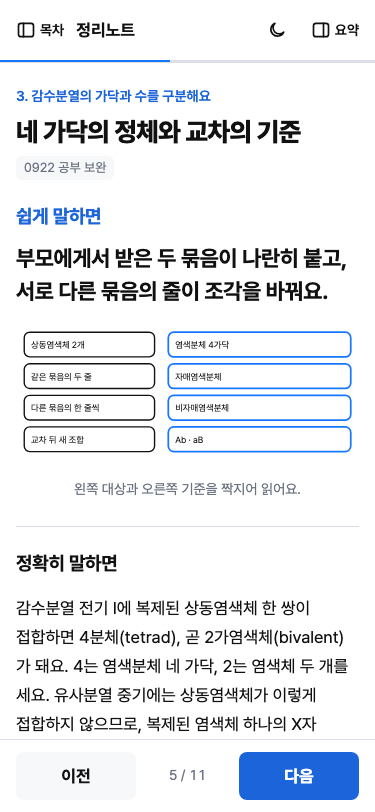 목차 정리노트 요약
3. 감수분열의 가닥과 수를 구분해요
네 가닥의 정체와 교차의 기준
0922 공부 보완
쉽게 말하면
부모에게서 받은 두 묶음이 나란히 붙고,
서로 다른 묶음의 줄이 조각을 바꿔요.
상동염색체 2개 염색분체 4가닥
같은 묶음의 두 줄 자매염색분체
다른 묶음의 한 줄씩 비자매염색분체
교차 뒤 새 조합 Ab · aB
왼쪽 대상과 오른쪽 기준을 짝지어 읽어요.
정확히 말하면
감수분열 전기 I에 복제된 상동염색체 한 쌍이
접합하면 4분체(tetrad), 곧 2가염색체(bivalent)
가 돼요. 4는 염색분체 네 가닥, 2는 염색체 두 개를
세요. 유사분열 중기에는 상동염색체가 이렇게
접합하지 않으므로, 복제된 염색체 하나의 X자
이전 5 / 11 다음